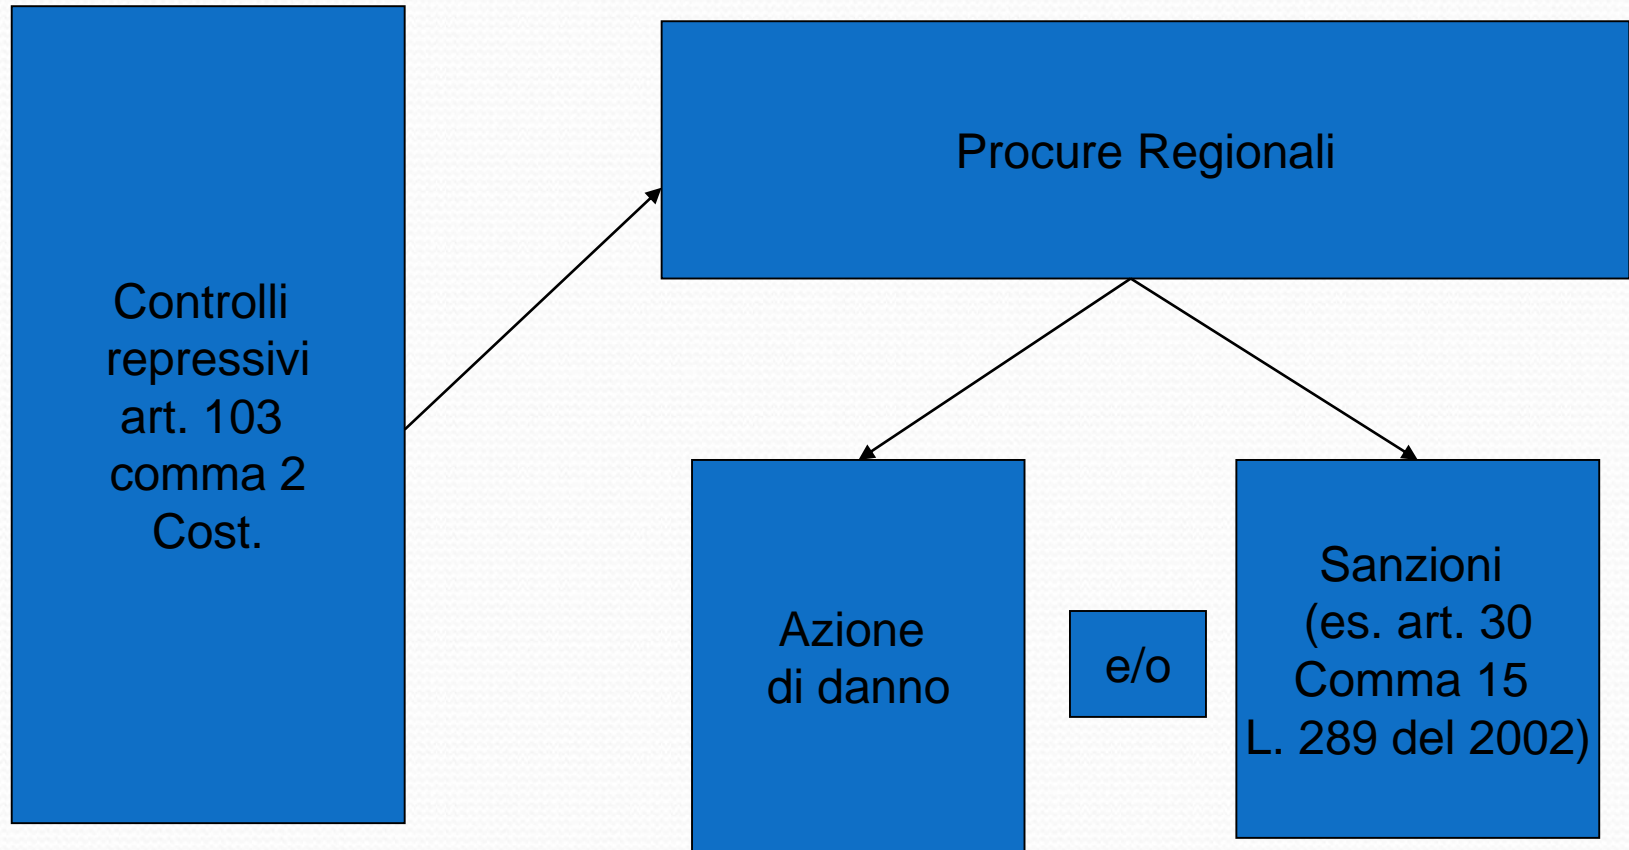 Controlli
repressivi
art. 103
comma 2
Cost.
Procure Regionali
Azione
di danno
e/o
Sanzioni
(es. art. 30
Comma 15
L. 289 del 2002)